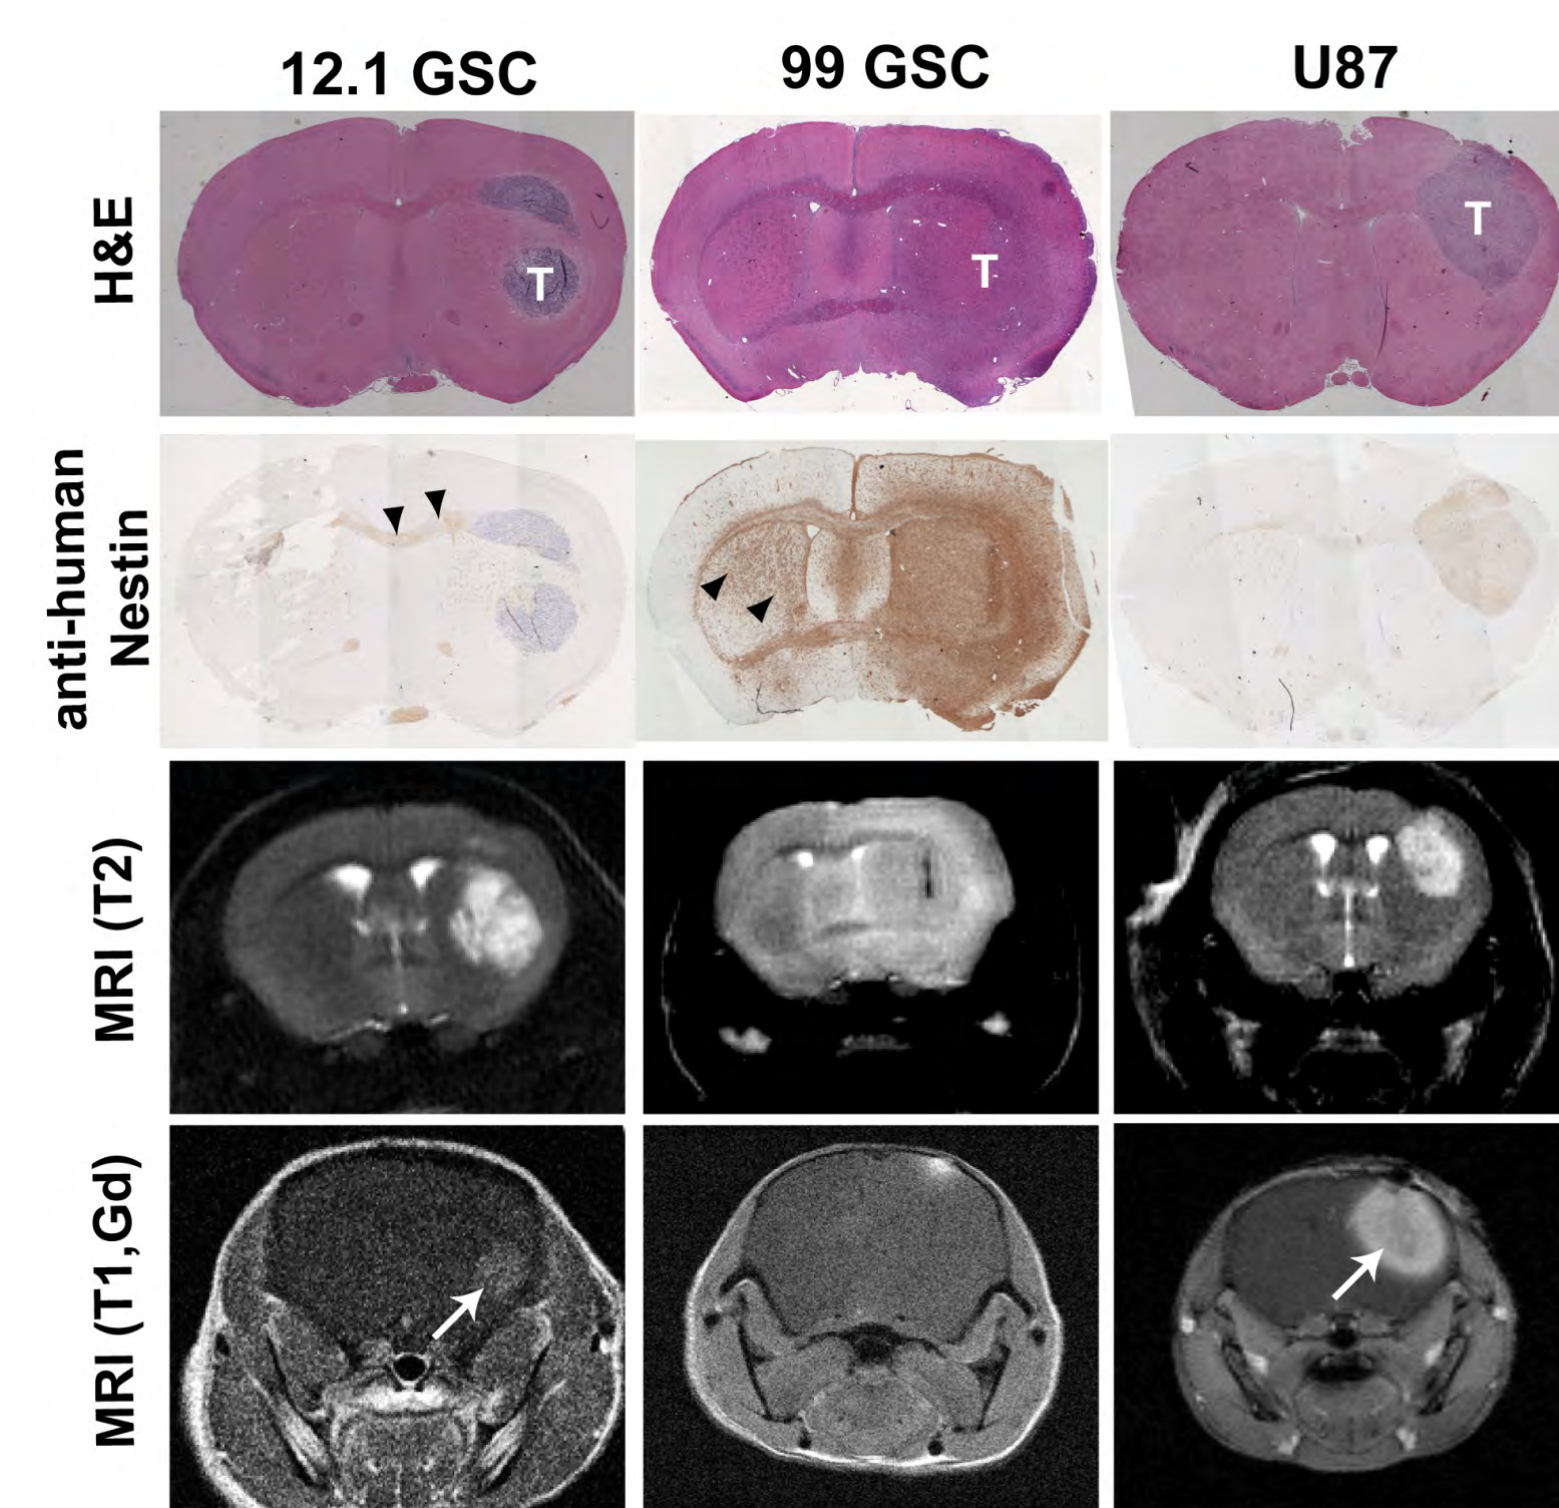 12.1 GSC
99 GSC
U87
H&E
T
T
T
anti-human
Nestin
MRI (T2)
MRI (T1,Gd)